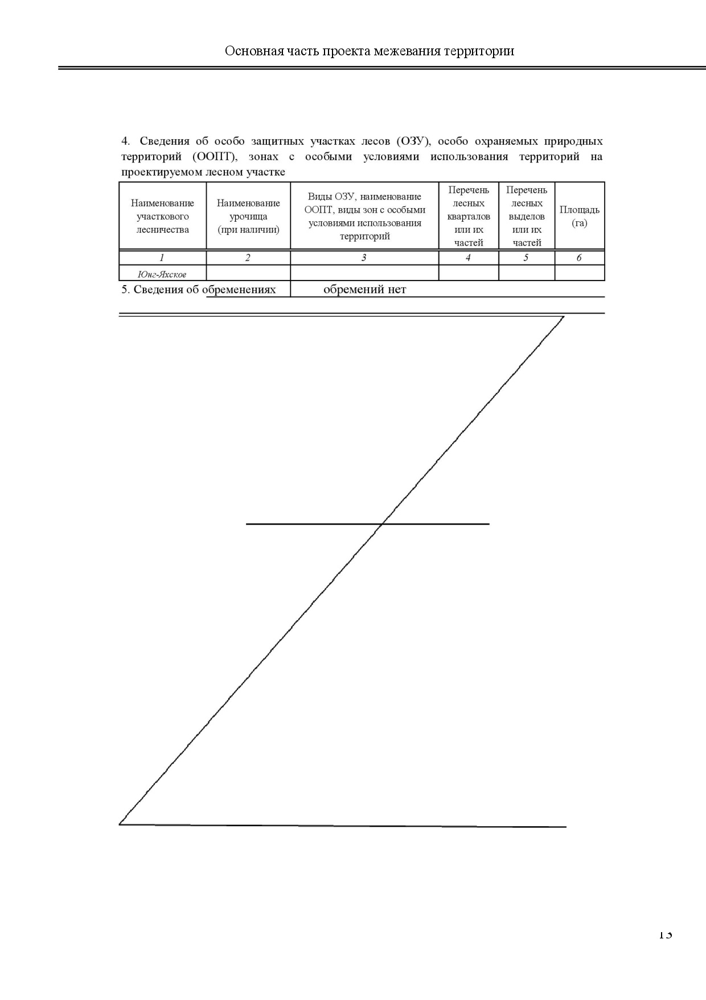 Основная часть проекта межевания территории
4. Сведения об особо защитных участках лесов (ОЗУ), особо охраняемых природных
территорий (ООПТ), зонах с особыми условиями использования территорий на
проектируемом лесном участке
Наименование
участкового
лесничества
Наименование
урочища
(при наличии)
Виды ОЗУ, наименование
ООПТ, виды зон с особыми
условиями использования
территорий
Перечень
лесных
кварталов
или их
частей
Перечень
лесных
выделов
или их
частей
Площадь
(га)
1 2 3 4 5 6
Юнг-Яхское
5. Сведения об обременениях обремений нет